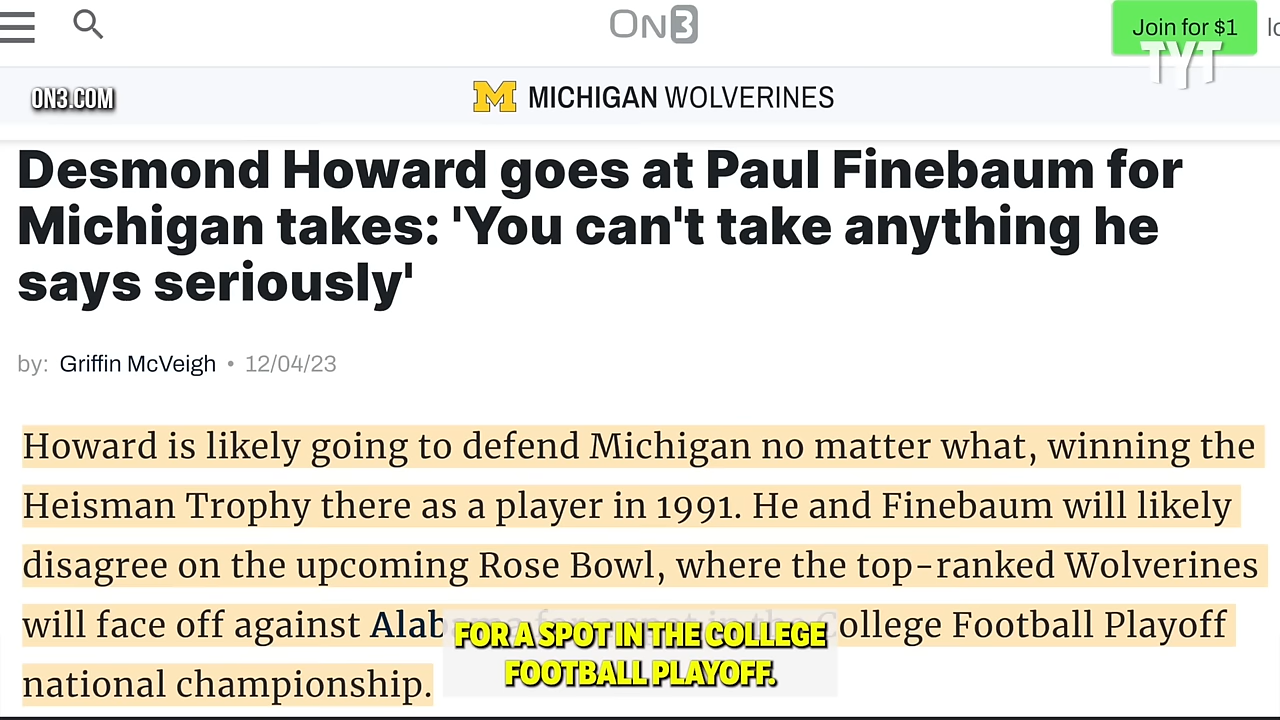 ON3
Join for $1
TYT
ON3.COM
M MICHIGAN WOLVERINES
Desmond Howard goes at Paul Finebaum for
Michigan takes: 'You can't take anything he
says seriously'
by: Griffin McVeigh • 12/04/23
Howard is likely going to defend Michigan no matter what, winning the
Heisman Trophy there as a player in 1991. He and Finebaum will likely
disagree on the upcoming Rose Bowl, where the top-ranked Wolverines
will face off against Alab ollege Football Playoff
national championship.
FOR A SPOT IN THE COLLEGE
FOOTBALL PLAYOFF.